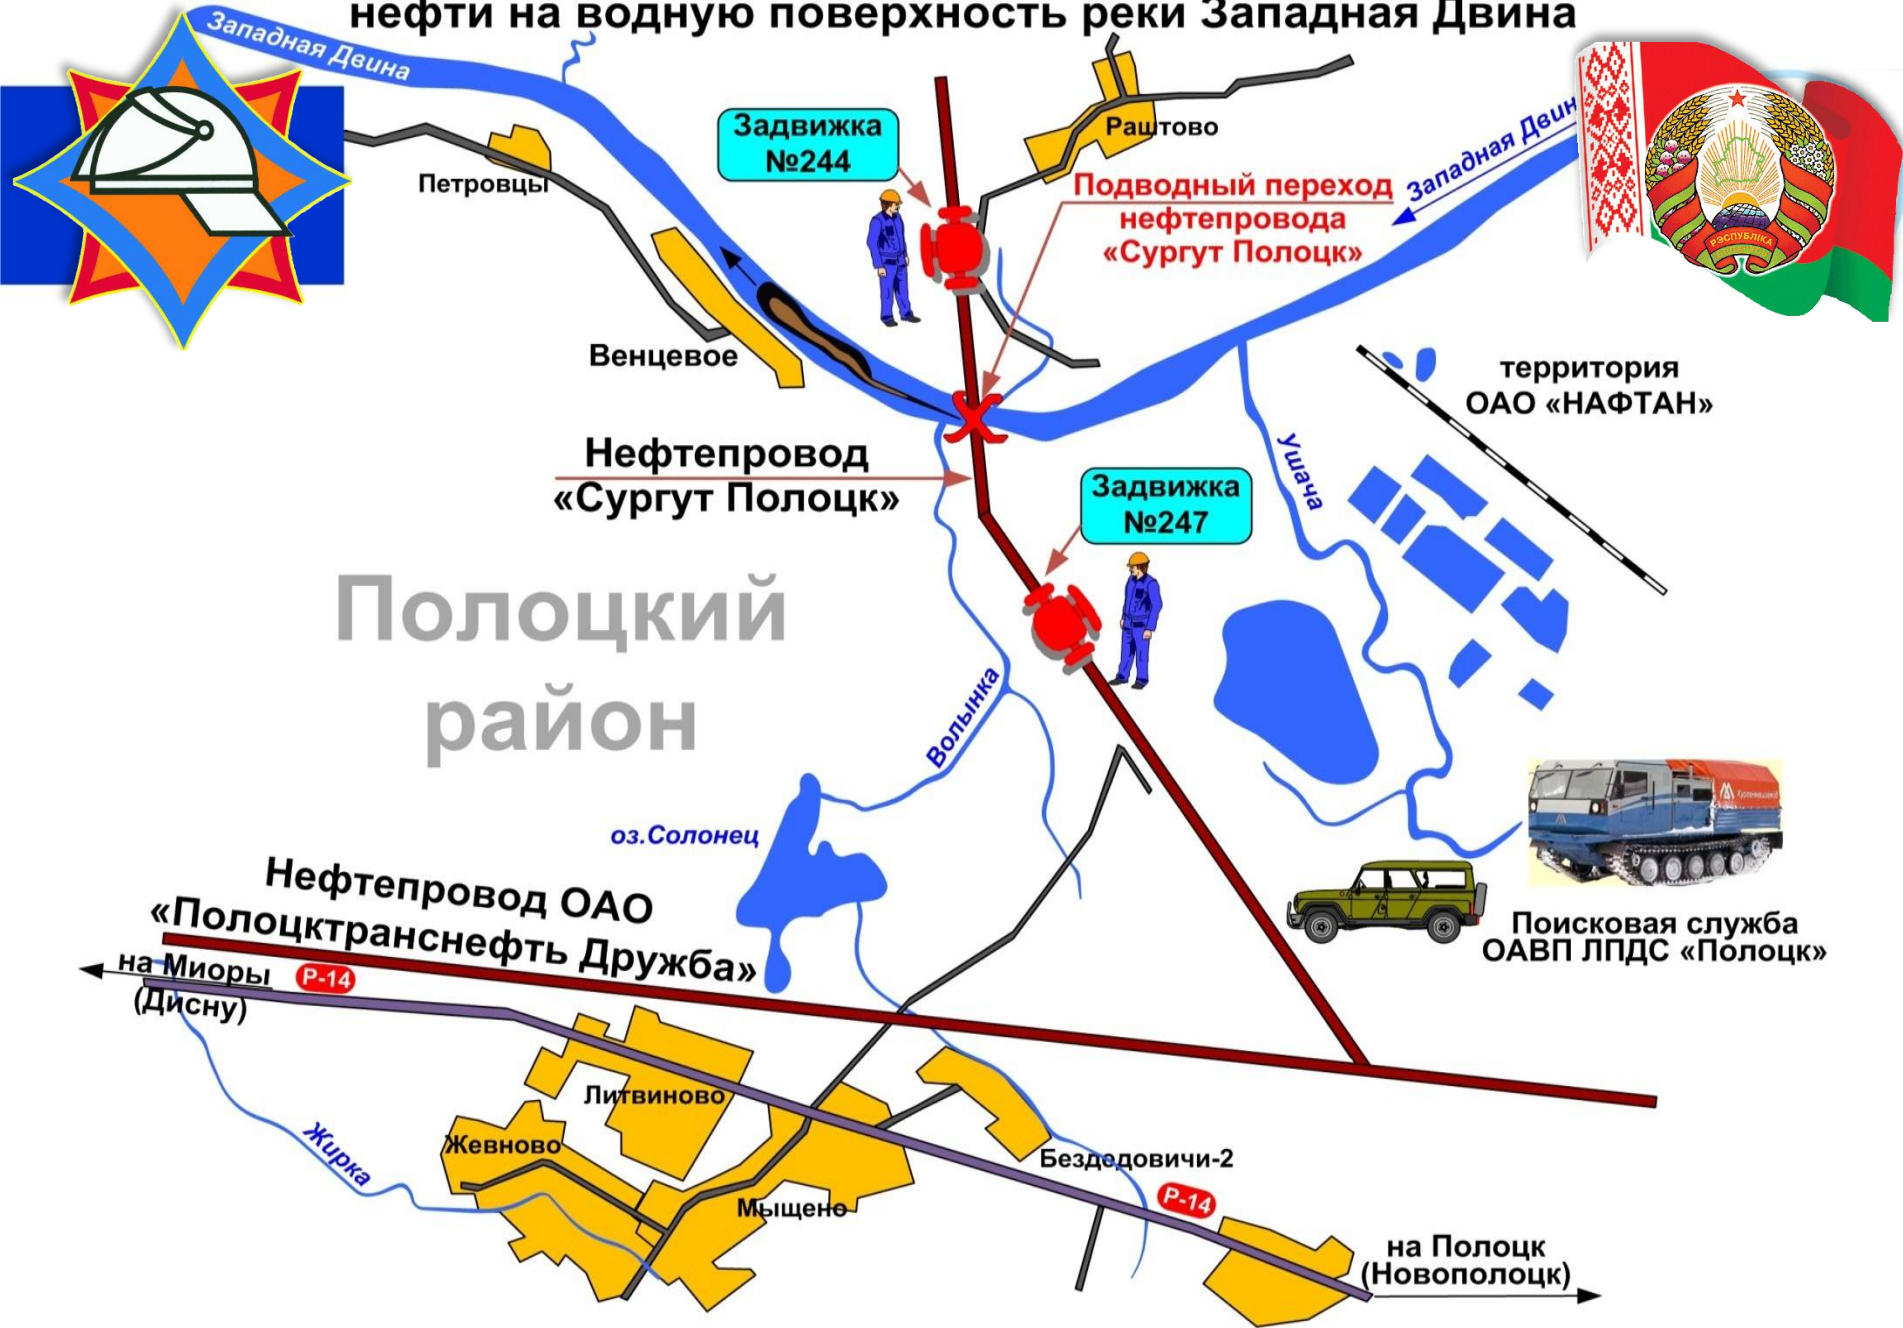 нефти на водную поверхность реки Западная Двина
Западная Двина
Задвижка
№244
Раштово
Западная Двин
РЭСПУБЛІКА
Петровцы
Подводный переход
нефтепровода
«Сургут Полоцк»
Венцевое
территория
ОАО «НАФТАН»
Нефтепровод
«Сургут Полоцк»
Ушача
Задвижка
№247
Полоцкий
район
Волынка
оз.Солонец
Нефтепровод ОАО
«Полоцктранснефть Дружба»
Поисковая служба
ОАВП ЛПДС «Полоцк»
на Миоры
(Дисну)
Р-14
Литвиново
Жирка
Жевново
Бездедовичи-2
Мыщено
Р-14
на Полоцк
(Новополоцк)